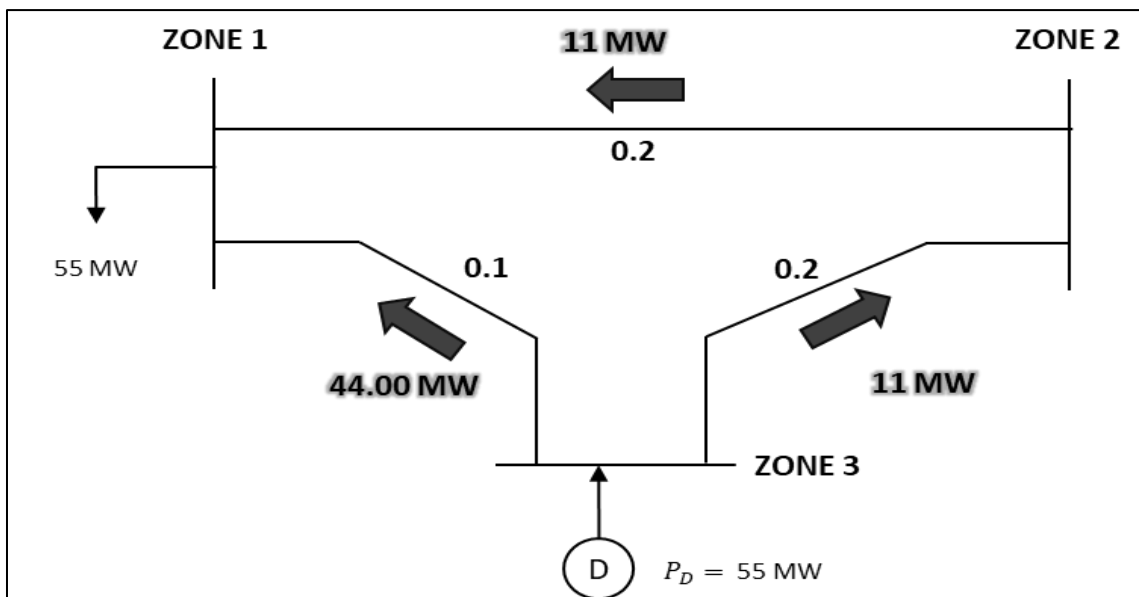 ZONE 1
11 MW
ZONE 2
0.2
55 MW
0.1
0.2
44.00 MW
11 MW
ZONE 3
D
P_D = 55 MW